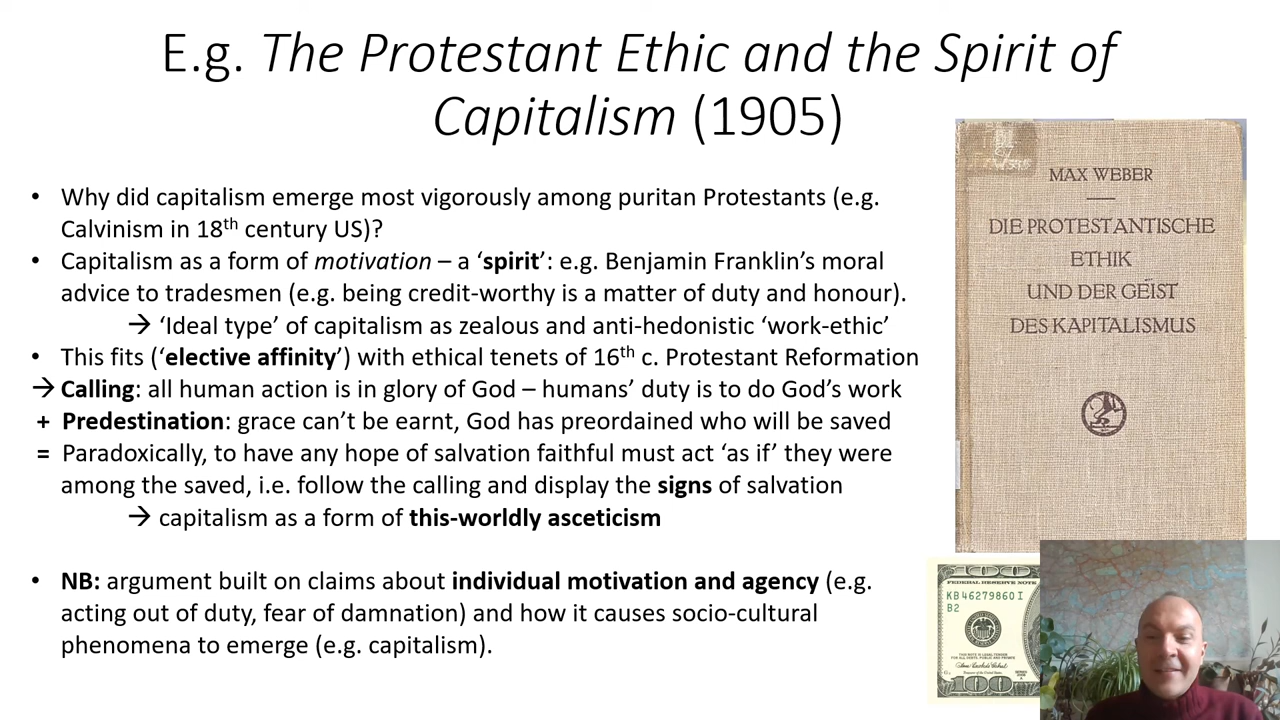 E.g. The Protestant Ethic and the Spirit of
Capitalism (1905)
• Why did capitalism emerge most vigorously among puritan Protestants (e.g.
Calvinism in 18th century US)?
• Capitalism as a form of motivation – a ‘spirit’: e.g. Benjamin Franklin’s moral
advice to tradesmen (e.g. being credit-worthy is a matter of duty and honour).
→ ‘Ideal type’ of capitalism as zealous and anti-hedonistic ‘work-ethic’
• This fits (‘elective affinity’) with ethical tenets of 16th c. Protestant Reformation
→ Calling: all human action is in glory of God – humans’ duty is to do God’s work
+ Predestination: grace can’t be earnt, God has preordained who will be saved
= Paradoxically, to have any hope of salvation faithful must act ‘as if’ they were
among the saved, i.e. follow the calling and display the signs of salvation
→ capitalism as a form of this-worldly asceticism
• NB: argument built on claims about individual motivation and agency (e.g.
acting out of duty, fear of damnation) and how it causes socio-cultural
phenomena to emerge (e.g. capitalism).
MAX WEBER
DIE PROTESTANTISCHE
ETHIK
UND DER GEIST
DES KAPITALISMUS
100
FEDERAL RESERVE NOTE
KB46279860I
B2
100